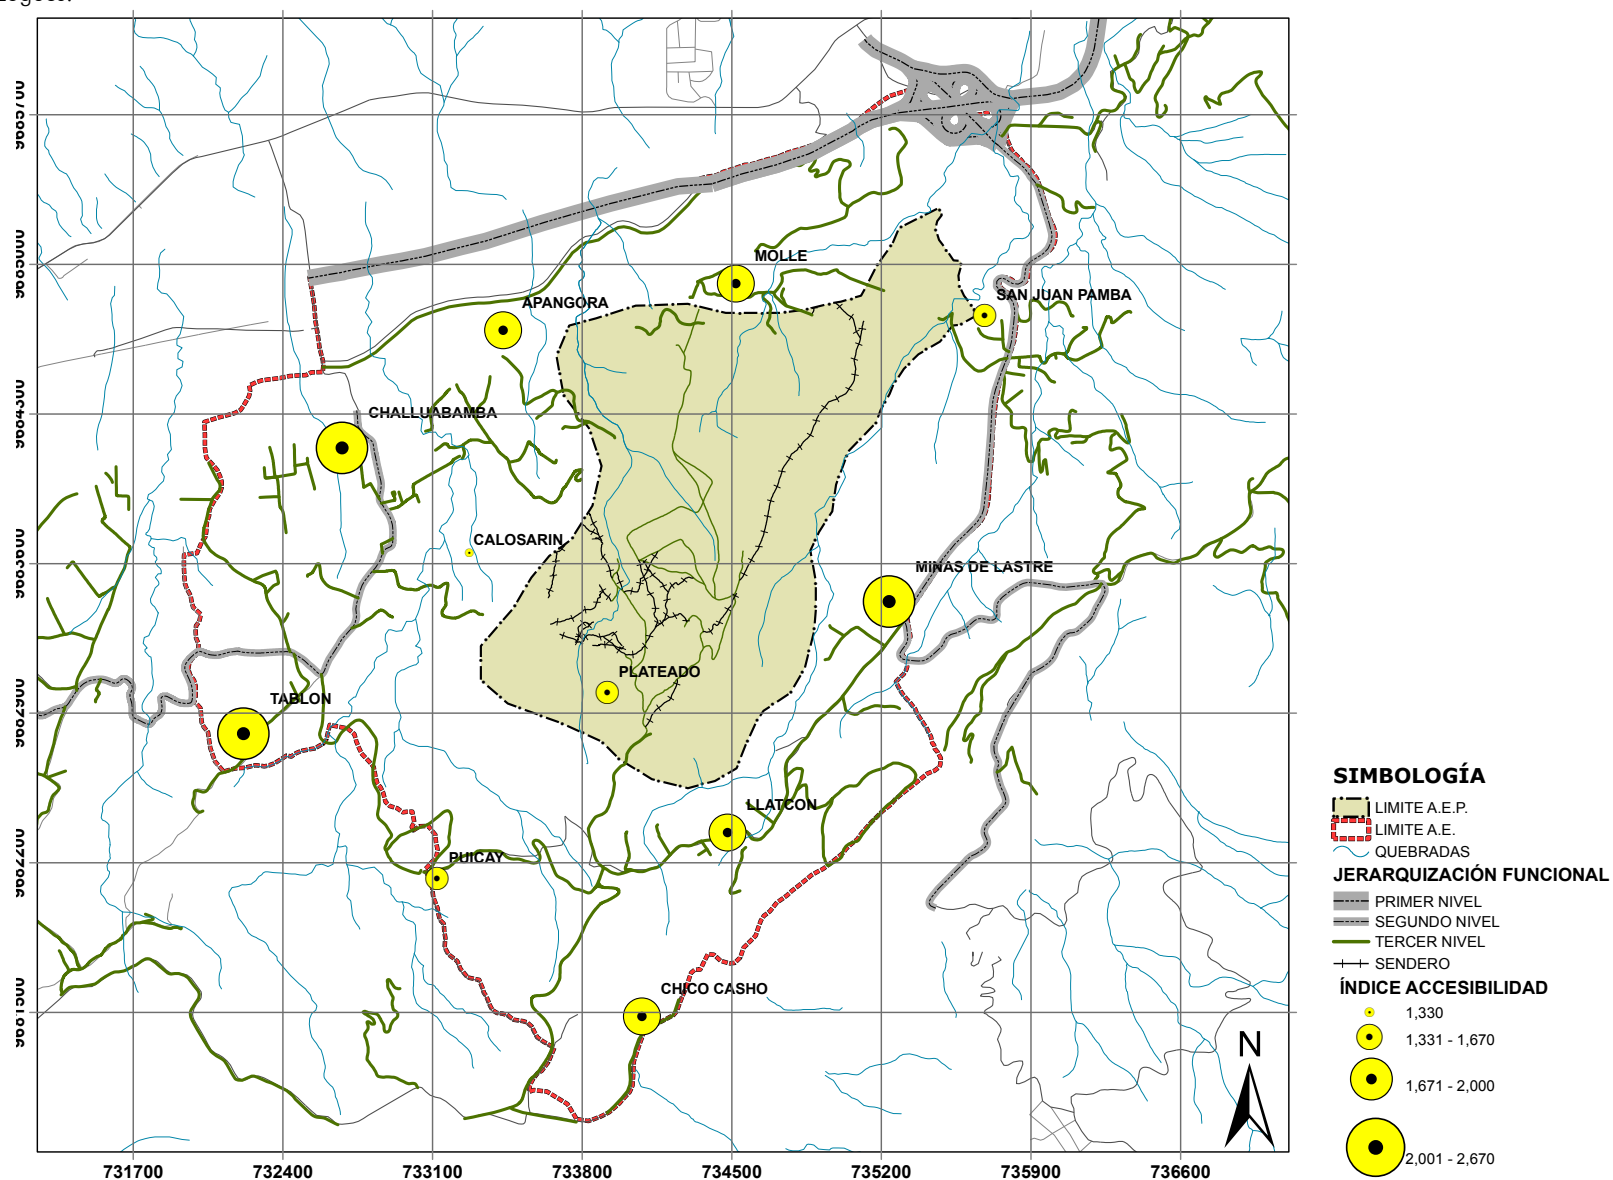 MOLLE
SAN JUAN PAMBA
APANGORA
CHALLUABAMBA
CALOSARIN
MINAS DE LASTRE
PLATEADO
TABLON
LLATCON
PUICAY
CHICO CASHO
N
731700 732400 733100 733800 734500 735200 735900 736600
SIMBOLOGÍA
LIMITE A.E.P.
LIMITE A.E.
QUEBRADAS
JERARQUIZACIÓN FUNCIONAL
PRIMER NIVEL
SEGUNDO NIVEL
TERCER NIVEL
SENDERO
ÍNDICE ACCESIBILIDAD
1,330
1,331 - 1,670
1,671 - 2,000
2,001 - 2,670